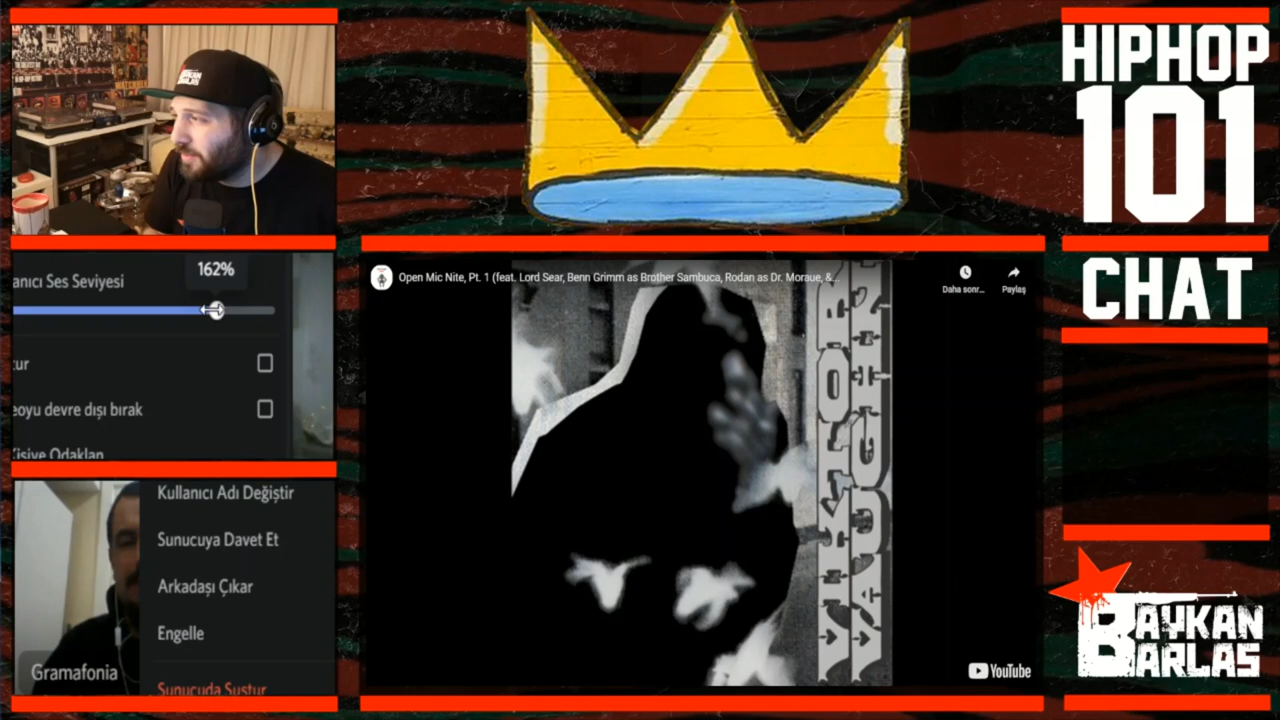 BAYKAN
BARLAS
HIPHOP
101
CHAT
anıcı Ses Seviyesi
162%
tur
eoyu devre dışı bırak
Kişiye Odaklan
Kullanıcı Adı Değiştir
Sunucuya Davet Et
Arkadaşı Çıkar
Engelle
Sunucuda Sustur
Gramafonia
Open Mic Nite, Pt. 1 (feat. Lord Sear, Benn Grimm as Brother Sambuca, Rodan as Dr. Moraue, &...
Daha sonr...
Paylaş
YouTube
BAYKAN
BARLAS